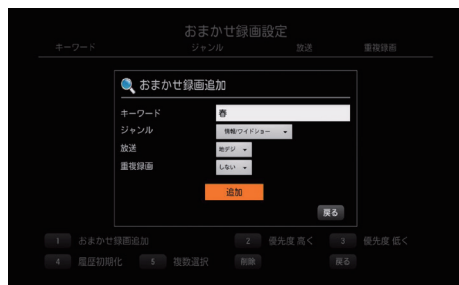 おまかせ録画設定
キーワード ジャンル 放送 重複録画
おまかせ録画追加
キーワード 春
ジャンル 情報/ワイドショー
放送 地デジ
重複録画 しない
追加
戻る
1 おまかせ録画追加 2 優先度 高く 3 優先度 低く
4 履歴初期化 5 複数選択 削除 戻る